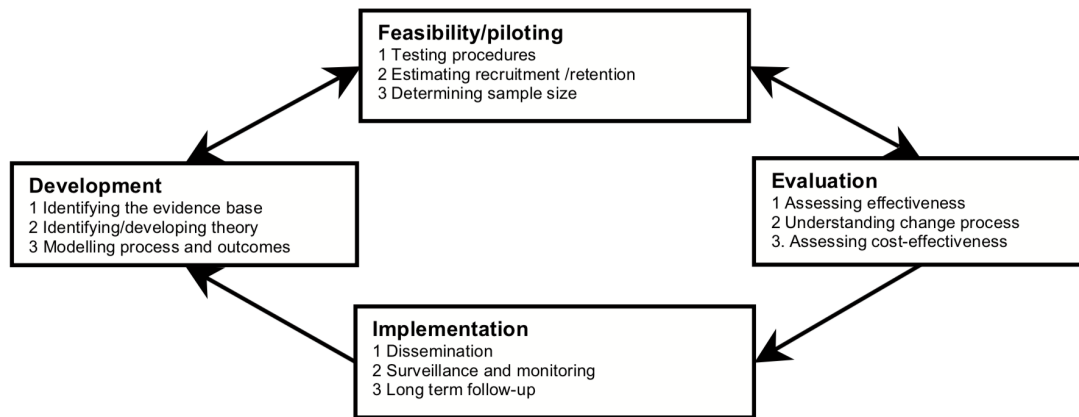 Feasibility/piloting
1 Testing procedures
2 Estimating recruitment /retention
3 Determining sample size
Development
1 Identifying the evidence base
2 Identifying/developing theory
3 Modelling process and outcomes
Evaluation
1 Assessing effectiveness
2 Understanding change process
3. Assessing cost-effectiveness
Implementation
1 Dissemination
2 Surveillance and monitoring
3 Long term follow-up